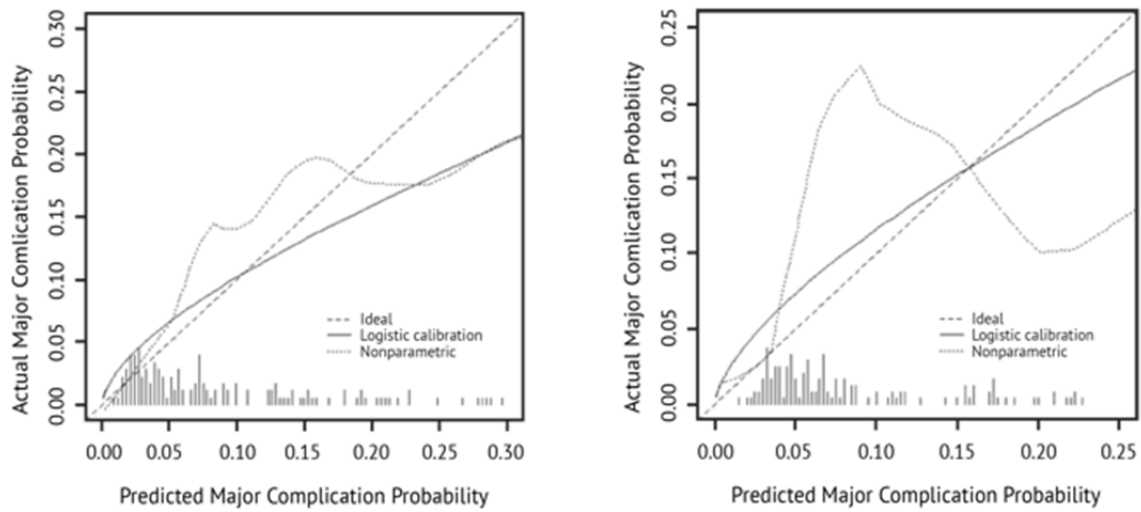 Actual Major Comlication Probability
0.30
0.25
0.20
0.15
0.10
0.05
0.00
Ideal
Logistic calibration
Nonparametric
0.00 0.05 0.10 0.15 0.20 0.25 0.30
Predicted Major Complication Probability
Actual Major Comlication Probability
0.25
0.20
0.15
0.10
0.05
0.00
Ideal
Logistic calibration
Nonparametric
0.00 0.05 0.10 0.15 0.20 0.25
Predicted Major Complication Probability